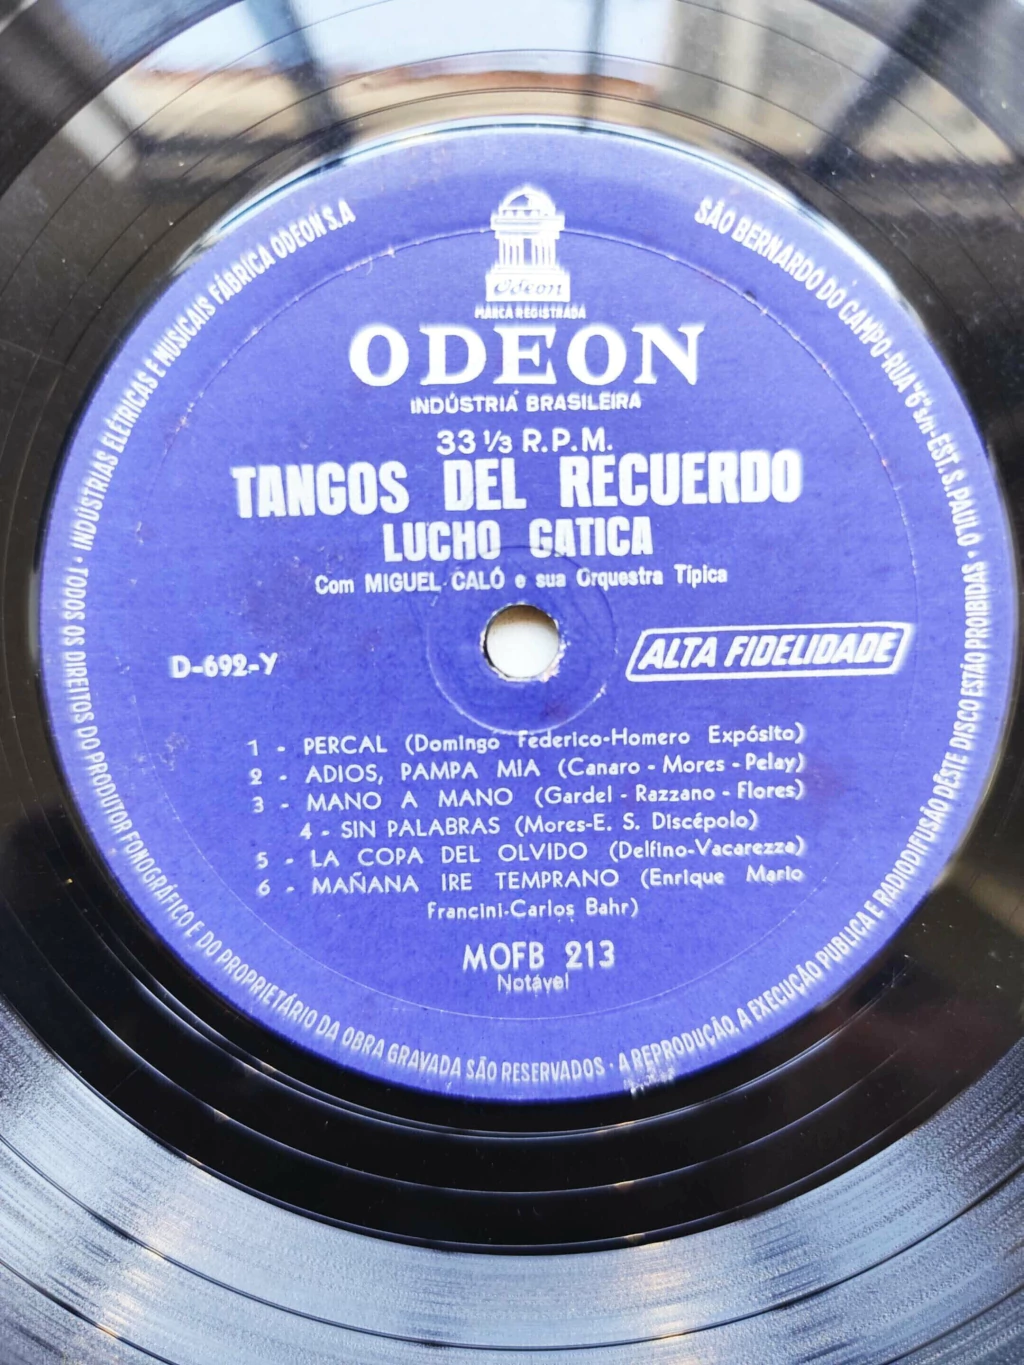 Odeon
MARCA REGISTRADA
ODEON
INDÚSTRIA BRASILEIRA
33 1/3 R.P.M.
TANGOS DEL RECUERDO
LUCHO GATICA
Com MIGUEL CALÓ e sua Orquestra Típica
D-692-Y
ALTA FIDELIDADE
1 - PERCAL (Domingo Federico-Homero Expósito)
2 - ADIOS, PAMPA MIA (Canaro - Mores - Pelay)
3 - MANO A MANO (Gardel - Razzano - Flores)
4 - SIN PALABRAS (Mores-E. S. Discépolo)
5 - LA COPA DEL OLVIDO (Delfino-Vacarezza)
6 - MAÑANA IRE TEMPRANO (Enrique Mario
Francini-Carlos Bahr)
MOFB 213
Notável
INDÚSTRIAS ELÉTRICAS E MUSICAIS FÁBRICA ODEON S.A
SÃO BERNARDO DO CAMPO-RUA "6" s/n-EST. S. PAULO •
TODOS OS DIREITOS DO PRODUTOR FONOGRÁFICO E DO PROPRIETÁRIO DA OBRA GRAVADA SÃO RESERVADOS · A REPRODUÇÃO, A EXECUÇÃO PUBLICA E RADIODIFUSÃO DÊSTE DISCO ESTÃO PROIBIDAS •